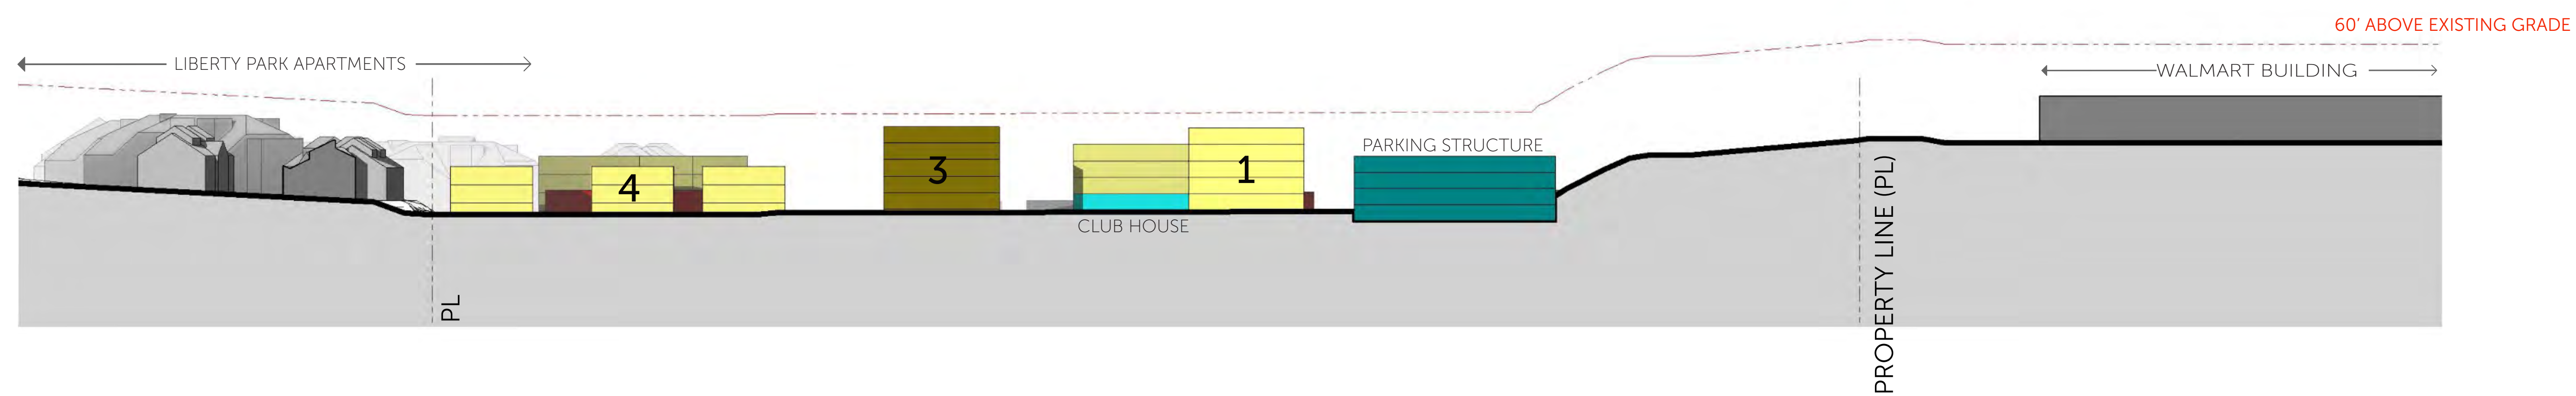 60’ ABOVE EXISTING GRADE
LIBERTY PARK APARTMENTS
WALMART BUILDING
PARKING STRUCTURE
4
3
1
CLUB HOUSE
PL
PROPERTY LINE (PL)